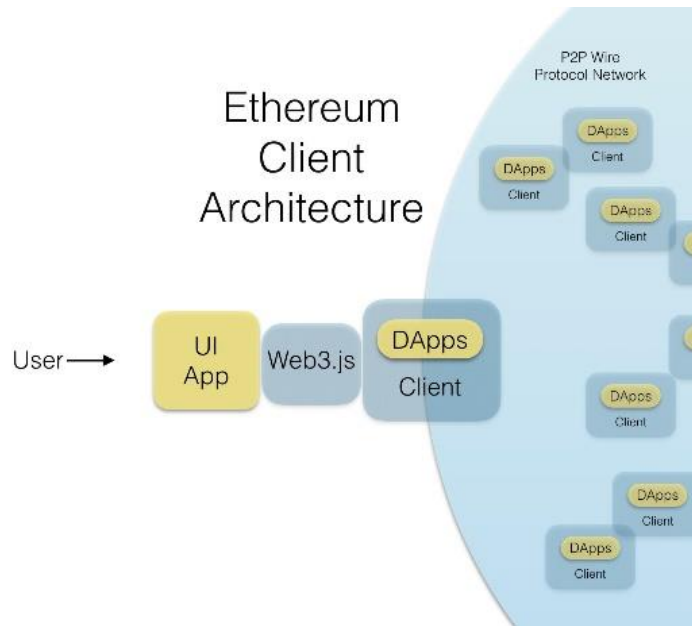 P2P Wire
Protocol Network
Ethereum
Client
Architecture
DApps
Client
DApps
Client
DApps
Client
User
UI
App
Web3.js
DApps
Client
DApps
Client
DApps
Client
DApps
Client